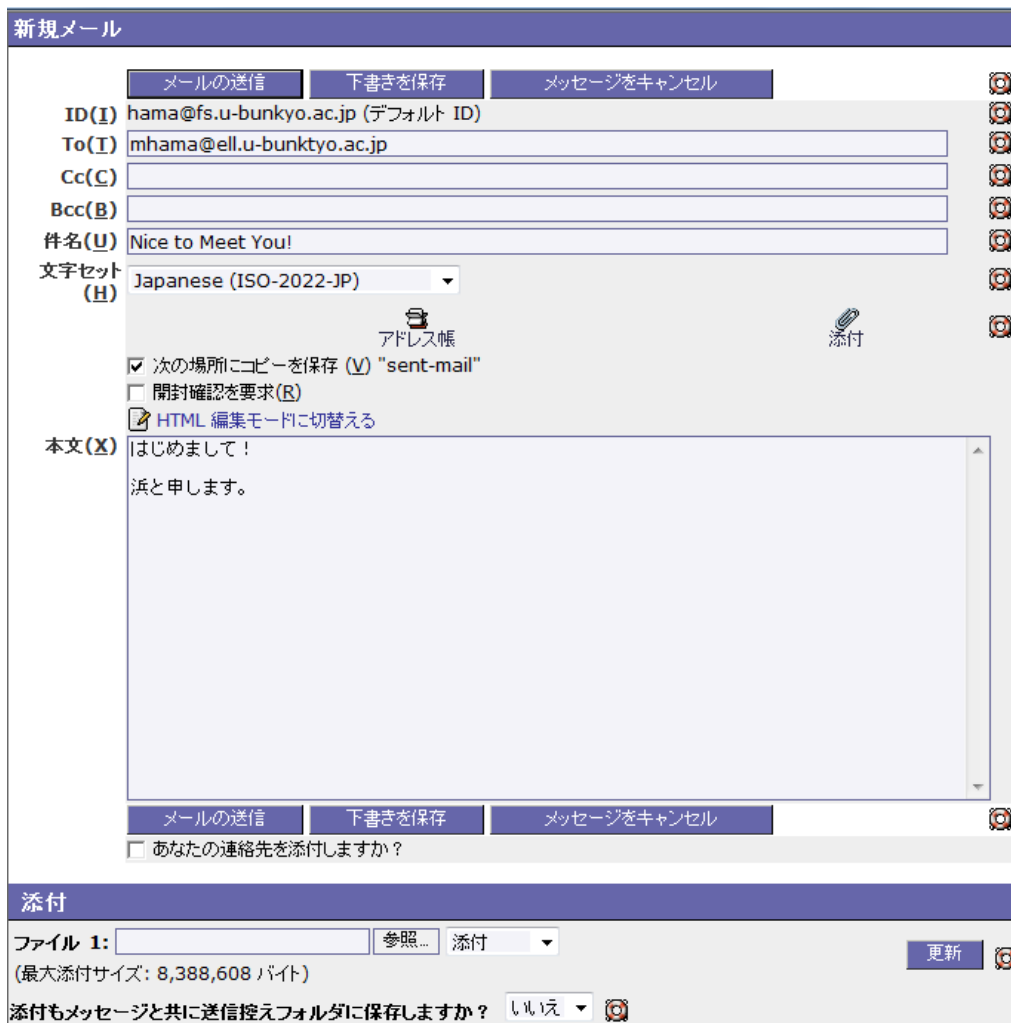 新規メール
メールの送信 下書きを保存 メッセージをキャンセル
ID(I) hama@fs.u-bunkyo.ac.jp (デフォルト ID)
To(T) mhama@ell.u-bunktyo.ac.jp
Cc(C)
Bcc(B)
件名(U) Nice to Meet You!
文字セット(H) Japanese (ISO-2022-JP)
アドレス帳 添付
次の場所にコピーを保存 (V) "sent-mail"
開封確認を要求(R)
HTML 編集モードに切替える
本文(X) はじめまして！
浜と申します。
メールの送信 下書きを保存 メッセージをキャンセル
あなたの連絡先を添付しますか？
添付
ファイル 1: 参照... 添付
更新
(最大添付サイズ: 8,388,608 バイト)
添付もメッセージと共に送信控えフォルダに保存しますか？ いいえ